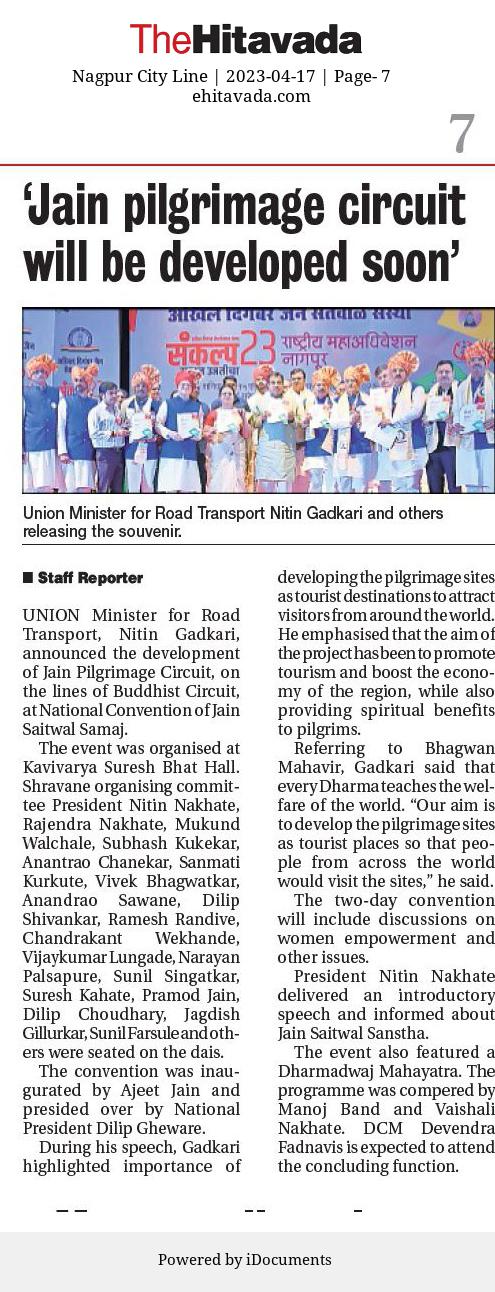 TheHitavada
Nagpur City Line | 2023-04-17 | Page- 7
ehitavada.com
7
‘Jain pilgrimage circuit
will be developed soon’
अखिल दिगंबर जैन सैतवाळ संस्था
संकल्प 23
राष्ट्रीय महाअधिवेशन
नागपूर
Union Minister for Road Transport Nitin Gadkari and others
releasing the souvenir.
■ Staff Reporter
UNION Minister for Road
Transport, Nitin Gadkari,
announced the development
of Jain Pilgrimage Circuit, on
the lines of Buddhist Circuit,
at National Convention of Jain
Saitwal Samaj.
The event was organised at
Kavivarya Suresh Bhat Hall.
Shravane organising commit-
tee President Nitin Nakhate,
Rajendra Nakhate, Mukund
Walchale, Subhash Kukekar,
Anantrao Chanekar, Sanmati
Kurkute, Vivek Bhagwatkar,
Anandrao Sawane, Dilip
Shivankar, Ramesh Randive,
Chandrakant Wekhande,
Vijaykumar Lungade, Narayan
Palsapure, Sunil Singatkar,
Suresh Kahate, Pramod Jain,
Dilip Choudhary, Jagdish
Gillurkar, Sunil Farsule and oth-
ers were seated on the dais.
The convention was inau-
gurated by Ajeet Jain and
presided over by National
President Dilip Gheware.
During his speech, Gadkari
highlighted importance of
developing the pilgrimage sites
as tourist destinations to attract
visitors from around the world.
He emphasised that the aim of
the project has been to promote
tourism and boost the econo-
my of the region, while also
providing spiritual benefits
to pilgrims.
Referring to Bhagwan
Mahavir, Gadkari said that
every Dharma teaches the wel-
fare of the world. “Our aim is
to develop the pilgrimage sites
as tourist places so that peo-
ple from across the world
would visit the sites,” he said.
The two-day convention
will include discussions on
women empowerment and
other issues.
President Nitin Nakhate
delivered an introductory
speech and informed about
Jain Saitwal Sanstha.
The event also featured a
Dharmadwaj Mahayatra. The
programme was compered by
Manoj Band and Vaishali
Nakhate. DCM Devendra
Fadnavis is expected to attend
the concluding function.
Powered by iDocuments